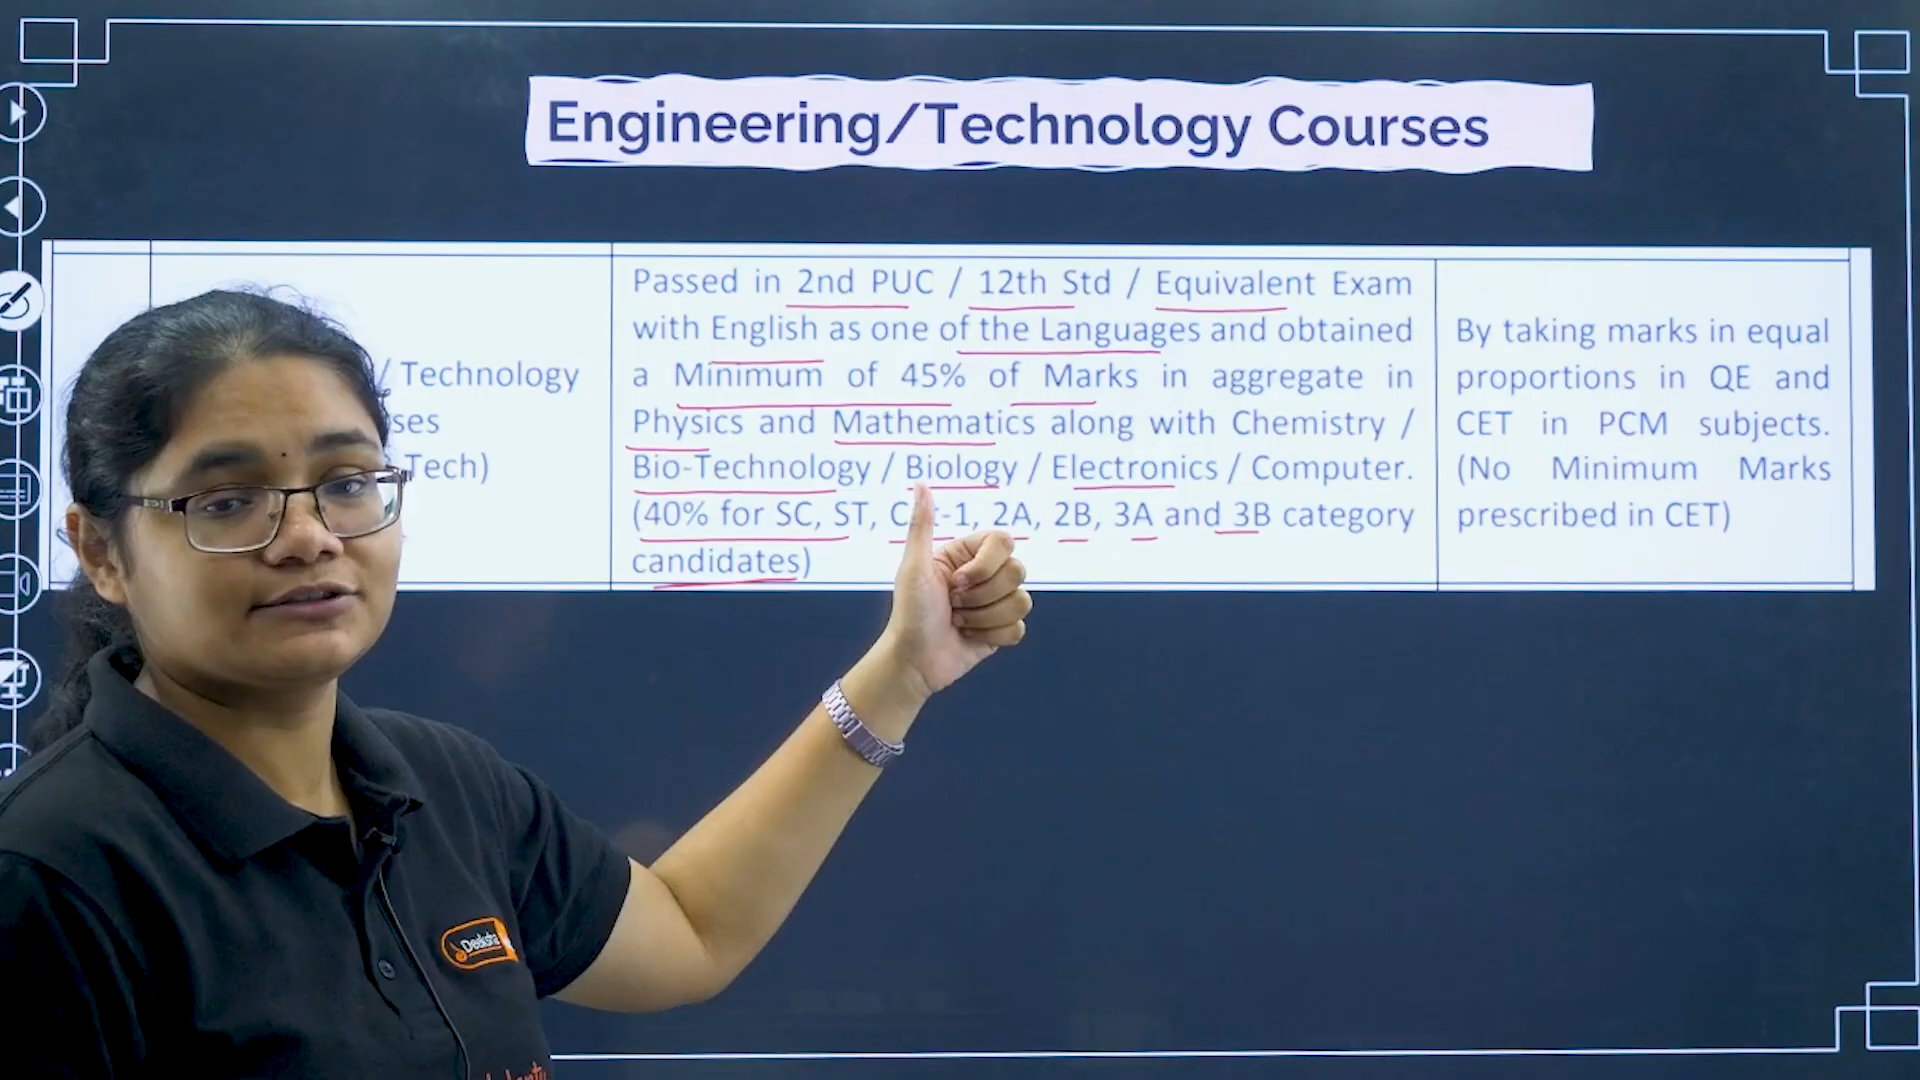 Engineering/Technology Courses
/ Technology
Tech)
Passed in 2nd PUC / 12th Std / Equivalent Exam
with English as one of the Languages and obtained
a Minimum of 45% of Marks in aggregate in
Physics and Mathematics along with Chemistry /
Bio-Technology / Biology / Electronics / Computer.
(40% for SC, ST, 2A, 2B, 3A and 3B category
candidates)
By taking marks in equal
proportions in QE and
CET in PCM subjects.
(No Minimum Marks
prescribed in CET)
Deeksha